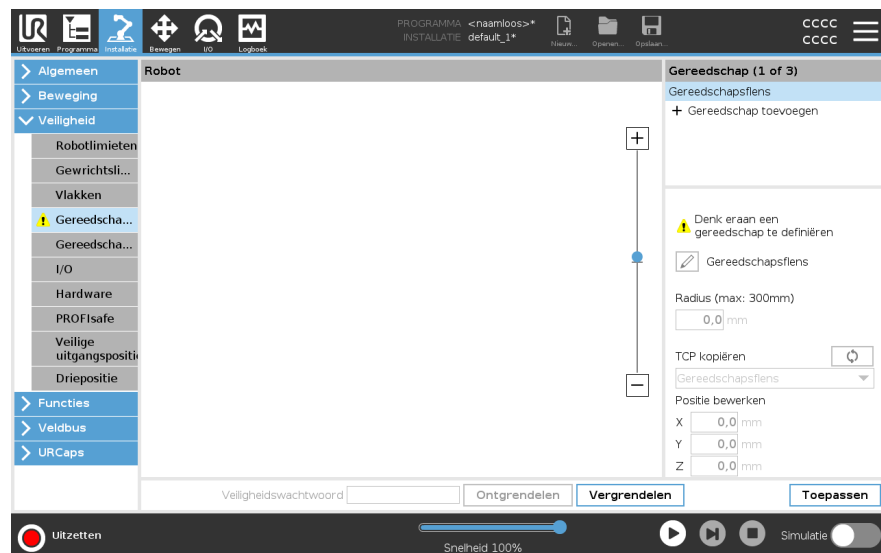 UR
PROGRAMMA <naamloos>*
INSTALLATIE default_1*
Uitvoeren Programma Installatie Bewegen I/O Logboek
Nieuw... Openen... Opslaan...
CCCC
CCCC
Algemeen
Beweging
Veiligheid
Robotlimieten
Gewrichtsli...
Vlakken
Gereedscha...
Gereedscha...
I/O
Hardware
PROFIsafe
Veilige
uitgangspositi
Driepositie
Functies
Veldbus
URCaps
Robot
Gereedschap (1 of 3)
Gereedschapsflens
+ Gereedschap toevoegen
Denk eraan een
gereedschap te definiëren
Gereedschapsflens
Radius (max: 300mm)
0,0 mm
TCP kopiëren
Gereedschapsflens
Positie bewerken
X 0,0 mm
Y 0,0 mm
Z 0,0 mm
Veiligheidswachtwoord Ontgrendelen Vergrendelen Toepassen
Uitzetten
Snelheid 100%
Simulatie